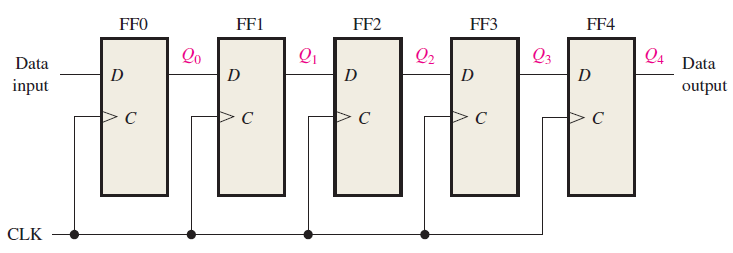 FF0 FF1 FF2 FF3 FF4
Data input Q0 Q1 Q2 Q3 Q4 Data output
D D D D D
C C C C C
CLK